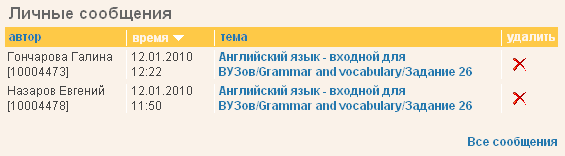 Личные сообщения
автор время тема удалить
Гончарова Галина 12.01.2010 Английский язык - входной для
[10004473] 12:22 ВУЗов/Grammar and vocabulary/Задание 26
Назаров Евгений 12.01.2010 Английский язык - входной для
[10004478] 11:50 ВУЗов/Grammar and vocabulary/Задание 26
Все сообщения